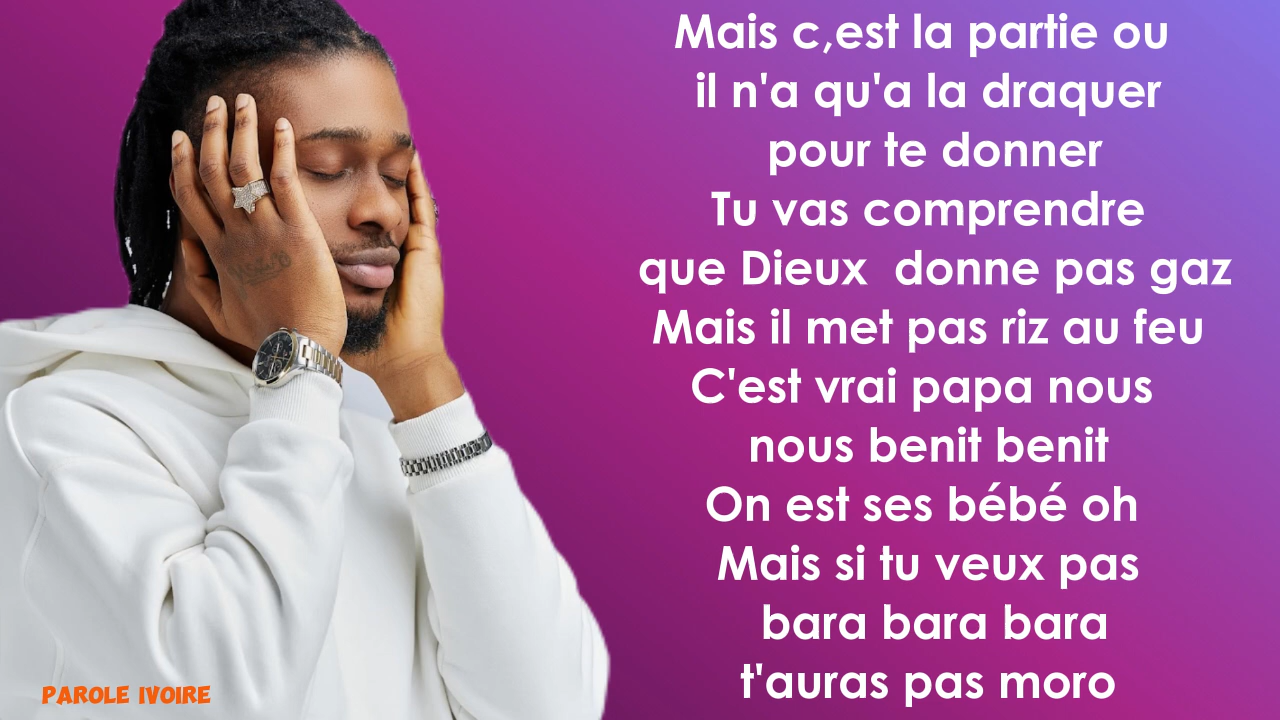 Mais c,est la partie ou
il n'a qu'a la draquer
pour te donner
Tu vas comprendre
que Dieux  donne pas gaz
Mais il met pas riz au feu
C'est vrai papa nous
nous benit benit
On est ses bébé oh
Mais si tu veux pas
bara bara bara
t'auras pas moro
PAROLE IVOIRE